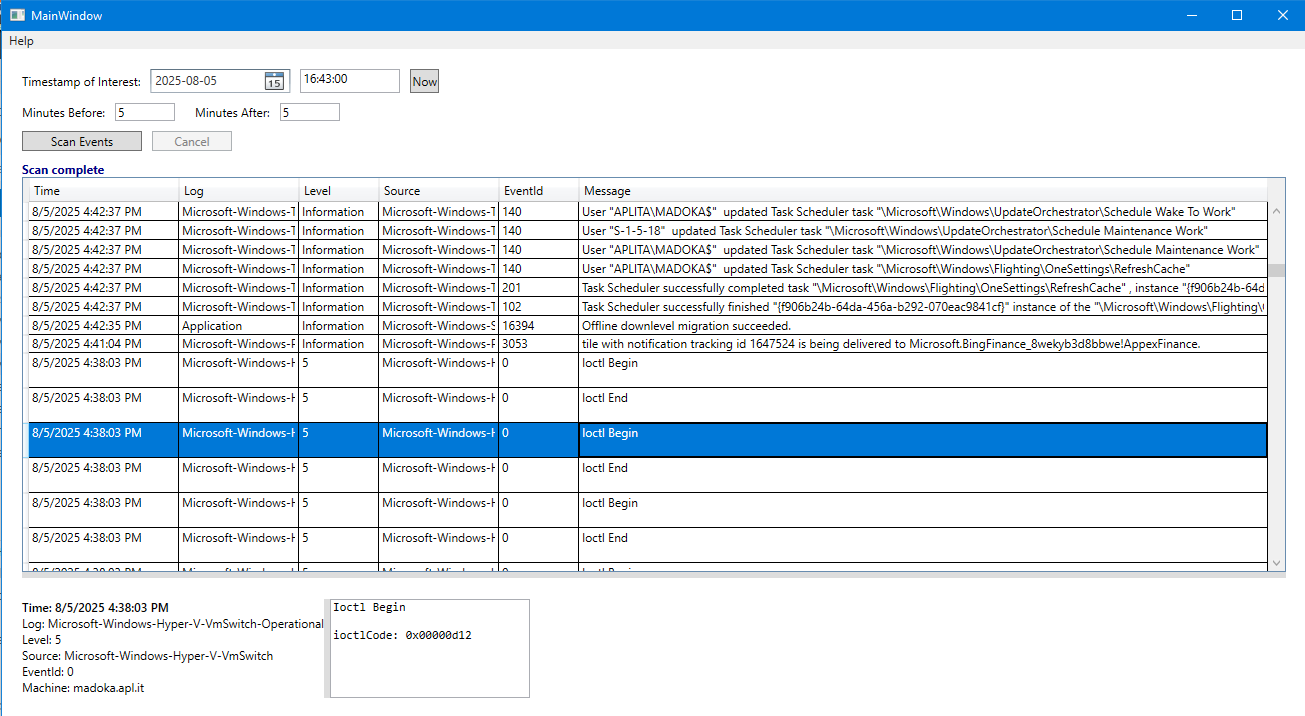 MainWindow
Help
Timestamp of Interest: 2025-08-05 15 16:43:00 Now
Minutes Before: 5 Minutes After: 5
Scan Events Cancel
Scan complete
Time Log Level Source EventId Message
8/5/2025 4:42:37 PM Microsoft-Windows-T Information Microsoft-Windows-T 140 User "APLITA\MADOKA$" updated Task Scheduler task "\Microsoft\Windows\UpdateOrchestrator\Schedule Wake To Work"
8/5/2025 4:42:37 PM Microsoft-Windows-T Information Microsoft-Windows-T 140 User "S-1-5-18" updated Task Scheduler task "\Microsoft\Windows\UpdateOrchestrator\Schedule Maintenance Work"
8/5/2025 4:42:37 PM Microsoft-Windows-T Information Microsoft-Windows-T 140 User "APLITA\MADOKA$" updated Task Scheduler task "\Microsoft\Windows\UpdateOrchestrator\Schedule Maintenance Work"
8/5/2025 4:42:37 PM Microsoft-Windows-T Information Microsoft-Windows-T 140 User "APLITA\MADOKA$" updated Task Scheduler task "\Microsoft\Windows\Flighting\OneSettings\RefreshCache"
8/5/2025 4:42:37 PM Microsoft-Windows-T Information Microsoft-Windows-T 201 Task Scheduler successfully completed task "\Microsoft\Windows\Flighting\OneSettings\RefreshCache" , instance "{f906b24b-64d
8/5/2025 4:42:37 PM Microsoft-Windows-T Information Microsoft-Windows-T 102 Task Scheduler successfully finished "{f906b24b-64da-456a-b292-070eac9841cf}" instance of the "\Microsoft\Windows\Flighting\
8/5/2025 4:42:35 PM Application Information Microsoft-Windows-S 16394 Offline downlevel migration succeeded.
8/5/2025 4:41:04 PM Microsoft-Windows-P Information Microsoft-Windows-P 3053 tile with notification tracking id 1647524 is being delivered to Microsoft.BingFinance_8wekyb3d8bbwe!AppexFinance.
8/5/2025 4:38:03 PM Microsoft-Windows-H 5 Microsoft-Windows-H 0 Ioctl Begin
8/5/2025 4:38:03 PM Microsoft-Windows-H 5 Microsoft-Windows-H 0 Ioctl End
8/5/2025 4:38:03 PM Microsoft-Windows-H 5 Microsoft-Windows-H 0 Ioctl Begin
8/5/2025 4:38:03 PM Microsoft-Windows-H 5 Microsoft-Windows-H 0 Ioctl End
8/5/2025 4:38:03 PM Microsoft-Windows-H 5 Microsoft-Windows-H 0 Ioctl Begin
8/5/2025 4:38:03 PM Microsoft-Windows-H 5 Microsoft-Windows-H 0 Ioctl End
Time: 8/5/2025 4:38:03 PM
Log: Microsoft-Windows-Hyper-V-VmSwitch-Operational
Level: 5
Source: Microsoft-Windows-Hyper-V-VmSwitch
EventId: 0
Machine: madoka.apl.it
Ioctl Begin
ioctlCode: 0x00000d12